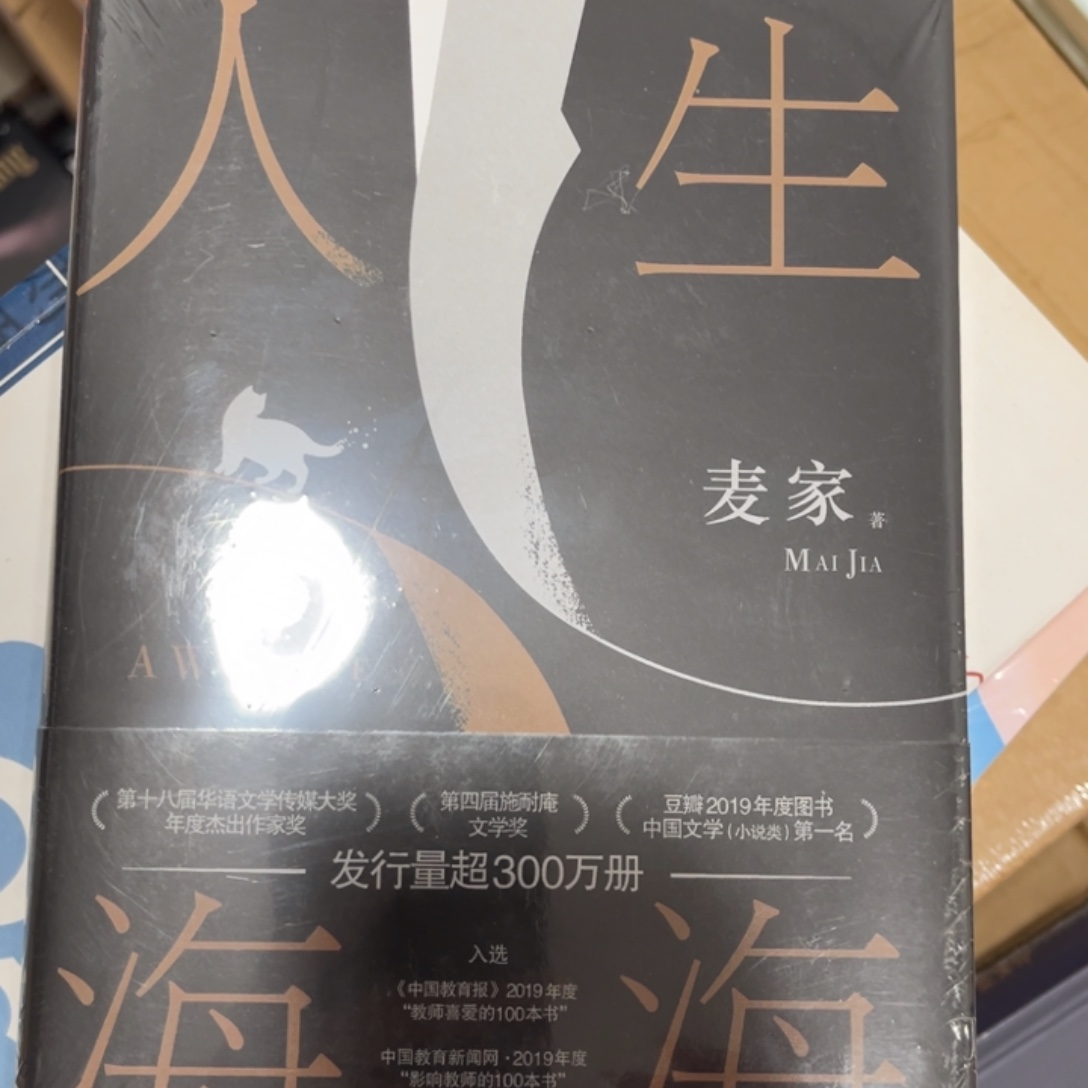 人生
麦家 著
MAI JIA
A W
第十八届华语文学传媒大奖
年度杰出作家奖
第四届施耐庵
文学奖
豆瓣2019年度图书
中国文学(小说类)第一名
发行量超300万册
海海
入选
《中国教育报》2019年度
“教师喜爱的100本书”
中国教育新闻网·2019年度
“影响教师的100本书”